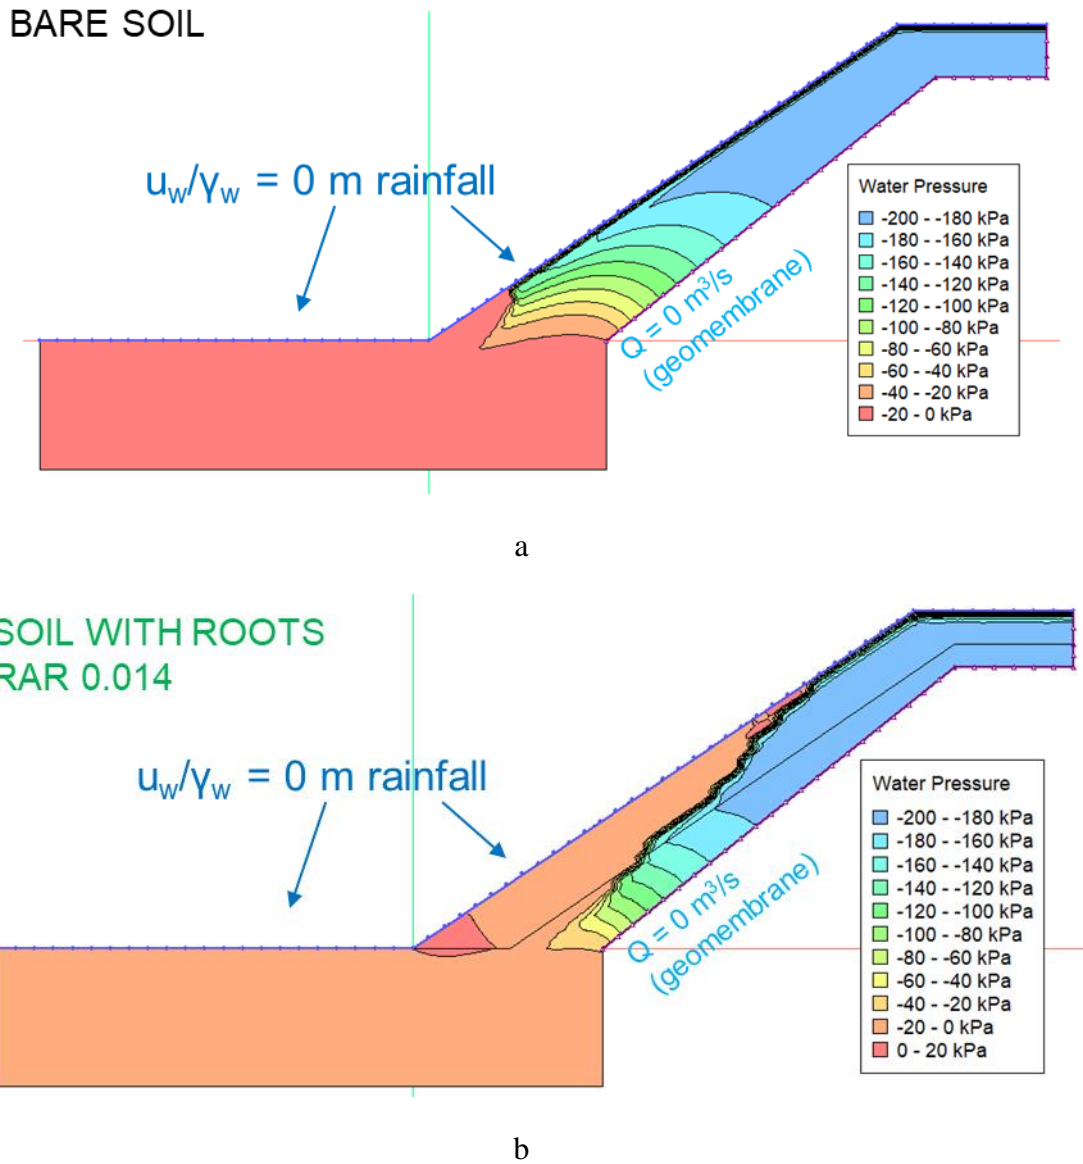 BARE SOIL
u_w/γ_w = 0 m rainfall
Q = 0 m³/s
(geomembrane)
Water Pressure
-200 - -180 kPa
-180 - -160 kPa
-160 - -140 kPa
-140 - -120 kPa
-120 - -100 kPa
-100 - -80 kPa
-80 - -60 kPa
-60 - -40 kPa
-40 - -20 kPa
-20 - 0 kPa
a
SOIL WITH ROOTS
RAR 0.014
u_w/γ_w = 0 m rainfall
Q = 0 m³/s
(geomembrane)
Water Pressure
-200 - -180 kPa
-180 - -160 kPa
-160 - -140 kPa
-140 - -120 kPa
-120 - -100 kPa
-100 - -80 kPa
-80 - -60 kPa
-60 - -40 kPa
-40 - -20 kPa
-20 - 0 kPa
0 - 20 kPa
b